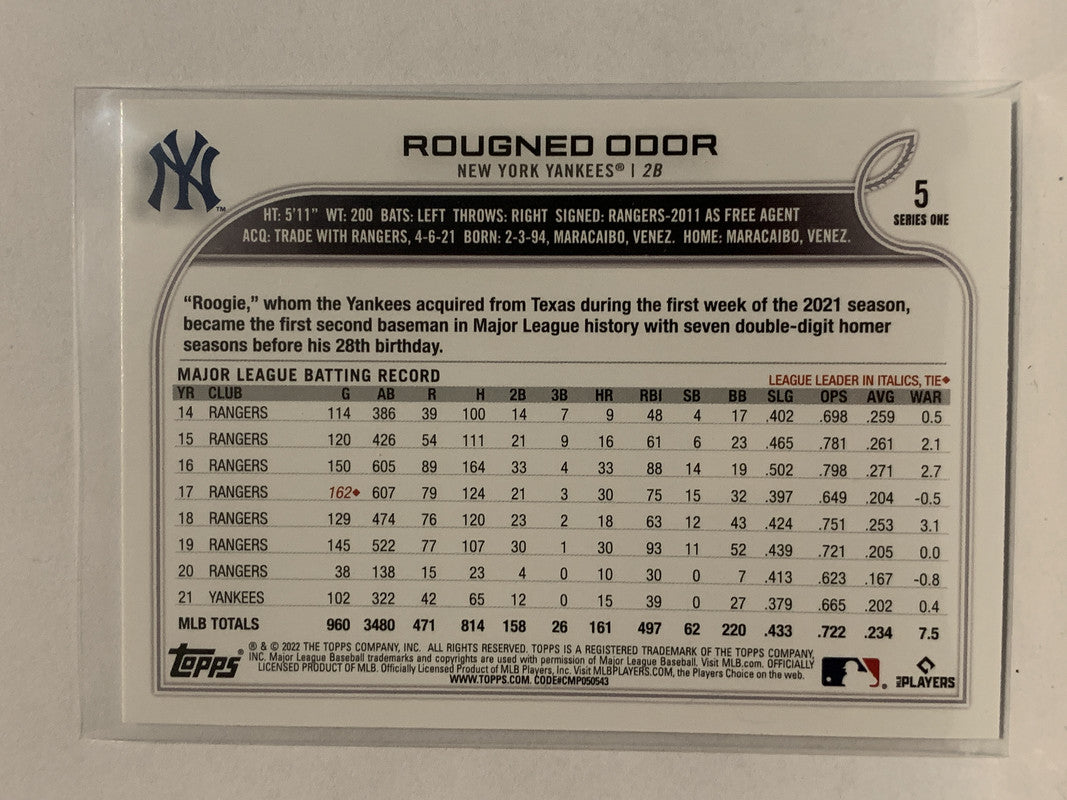 NY™
ROUGNED ODOR
NEW YORK YANKEES® | 2B
5
SERIES ONE
HT: 5'11" WT: 200 BATS: LEFT THROWS: RIGHT SIGNED: RANGERS-2011 AS FREE AGENT
ACQ: TRADE WITH RANGERS, 4-6-21 BORN: 2-3-94, MARACAIBO, VENEZ. HOME: MARACAIBO, VENEZ.
“Roogie,” whom the Yankees acquired from Texas during the first week of the 2021 season,
became the first second baseman in Major League history with seven double-digit homer
seasons before his 28th birthday.
MAJOR LEAGUE BATTING RECORD LEAGUE LEADER IN ITALICS, TIE◆
YR CLUB G AB R H 2B 3B HR RBI SB BB SLG OPS AVG WAR
14 RANGERS 114 386 39 100 14 7 9 48 4 17 .402 .698 .259 0.5
15 RANGERS 120 426 54 111 21 9 16 61 6 23 .465 .781 .261 2.1
16 RANGERS 150 605 89 164 33 4 33 88 14 19 .502 .798 .271 2.7
17 RANGERS 162◆ 607 79 124 21 3 30 75 15 32 .397 .649 .204 -0.5
18 RANGERS 129 474 76 120 23 2 18 63 12 43 .424 .751 .253 3.1
19 RANGERS 145 522 77 107 30 1 30 93 11 52 .439 .721 .205 0.0
20 RANGERS 38 138 15 23 4 0 10 30 0 7 .413 .623 .167 -0.8
21 YANKEES 102 322 42 65 12 0 15 39 0 27 .379 .665 .202 0.4
MLB TOTALS 960 3480 471 814 158 26 161 497 62 220 .433 .722 .234 7.5
Topps®
® & © 2022 THE TOPPS COMPANY, INC. ALL RIGHTS RESERVED. TOPPS IS A REGISTERED TRADEMARK OF THE TOPPS COMPANY,
INC. Major League Baseball trademarks and copyrights are used with permission of Major League Baseball. Visit MLB.com. OFFICIALLY
LICENSED PRODUCT OF MLB. Officially Licensed Product of MLB Players, Inc. Visit MLBPLAYERS.COM, the Players Choice on the web.
WWW.TOPPS.COM. CODE#CMP050543
MLB PLAYERS